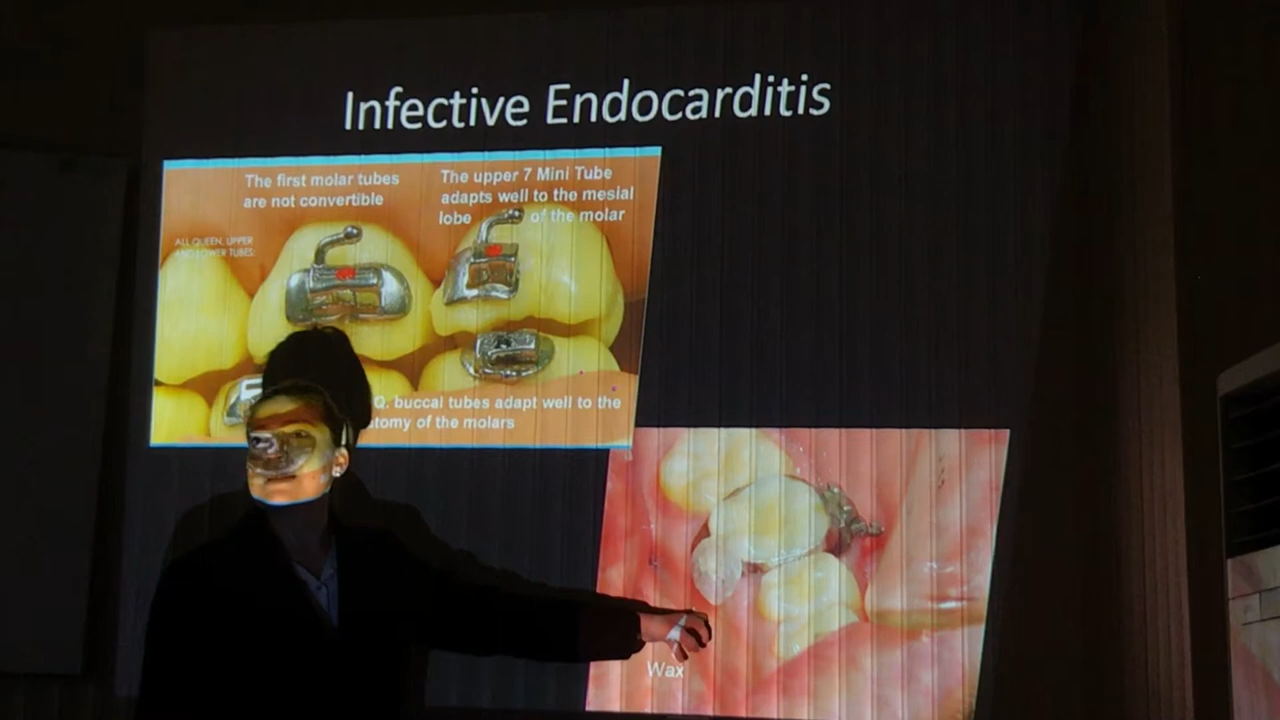 Infective Endocarditis
The first molar tubes
are not convertible
The upper 7 Mini Tube
adapts well to the mesial
lobe of the molar
ALL QUEEN, UPPER
AND LOWER TUBES:
Q. buccal tubes adapt well to the
of the molars
Wax